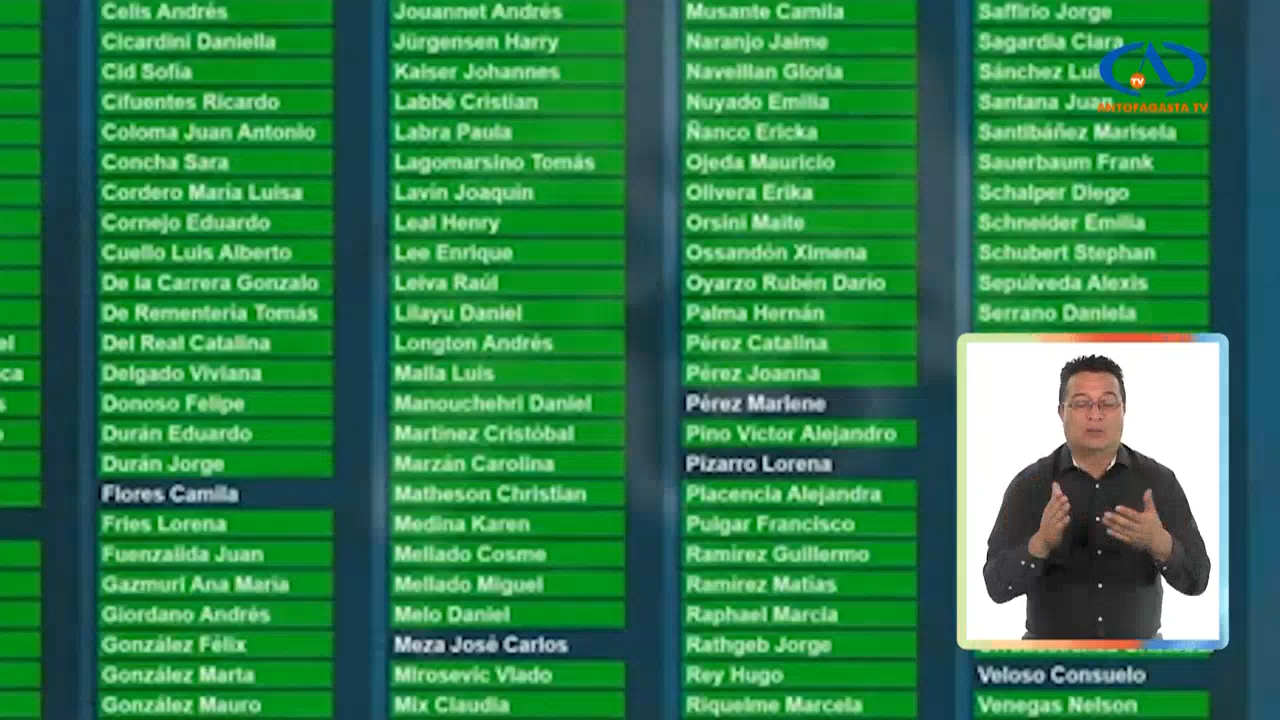 Celis Andrés
Cicardini Daniella
Cid Sofía
Cifuentes Ricardo
Coloma Juan Antonio
Concha Sara
Cordero María Luisa
Cornejo Eduardo
Cuello Luis Alberto
De la Carrera Gonzalo
De Rementería Tomás
Del Real Catalina
Delgado Viviana
Donoso Felipe
Durán Eduardo
Durán Jorge
Flores Camila
Fries Lorena
Fuenzalida Juan
Gazmuri Ana María
Giordano Andrés
González Félix
González Marta
González Mauro
Jouannet Andrés
Jürgensen Harry
Kaiser Johannes
Labbé Cristian
Labra Paula
Lagomarsino Tomás
Lavín Joaquín
Leal Henry
Lee Enrique
Leiva Raúl
Lilayu Daniel
Longton Andrés
Malla Luis
Manouchehri Daniel
Martínez Cristóbal
Marzán Carolina
Matheson Christian
Medina Karen
Mellado Cosme
Mellado Miguel
Melo Daniel
Meza José Carlos
Mirosevic Vlado
Mix Claudia
Musante Camila
Naranjo Jaime
Naveillan Gloria
Nuyado Emilia
Ñanco Ericka
Ojeda Mauricio
Olivera Erika
Orsini Maite
Ossandón Ximena
Oyarzo Rubén Darío
Palma Hernán
Pérez Catalina
Pérez Joanna
Pérez Marlene
Pino Víctor Alejandro
Pizarro Lorena
Placencia Alejandra
Pulgar Francisco
Ramírez Guillermo
Ramírez Matías
Raphael Marcia
Rathgeb Jorge
Rey Hugo
Riquelme Marcela
Saffirio Jorge
Sagardia Clara
Sánchez Lui
Santana Jua
Santibáñez Marisela
Sauerbaum Frank
Schalper Diego
Schneider Emilia
Schubert Stephan
Sepúlveda Alexis
Serrano Daniela
Veloso Consuelo
Venegas Nelson
TV
ANTOFAGASTA TV